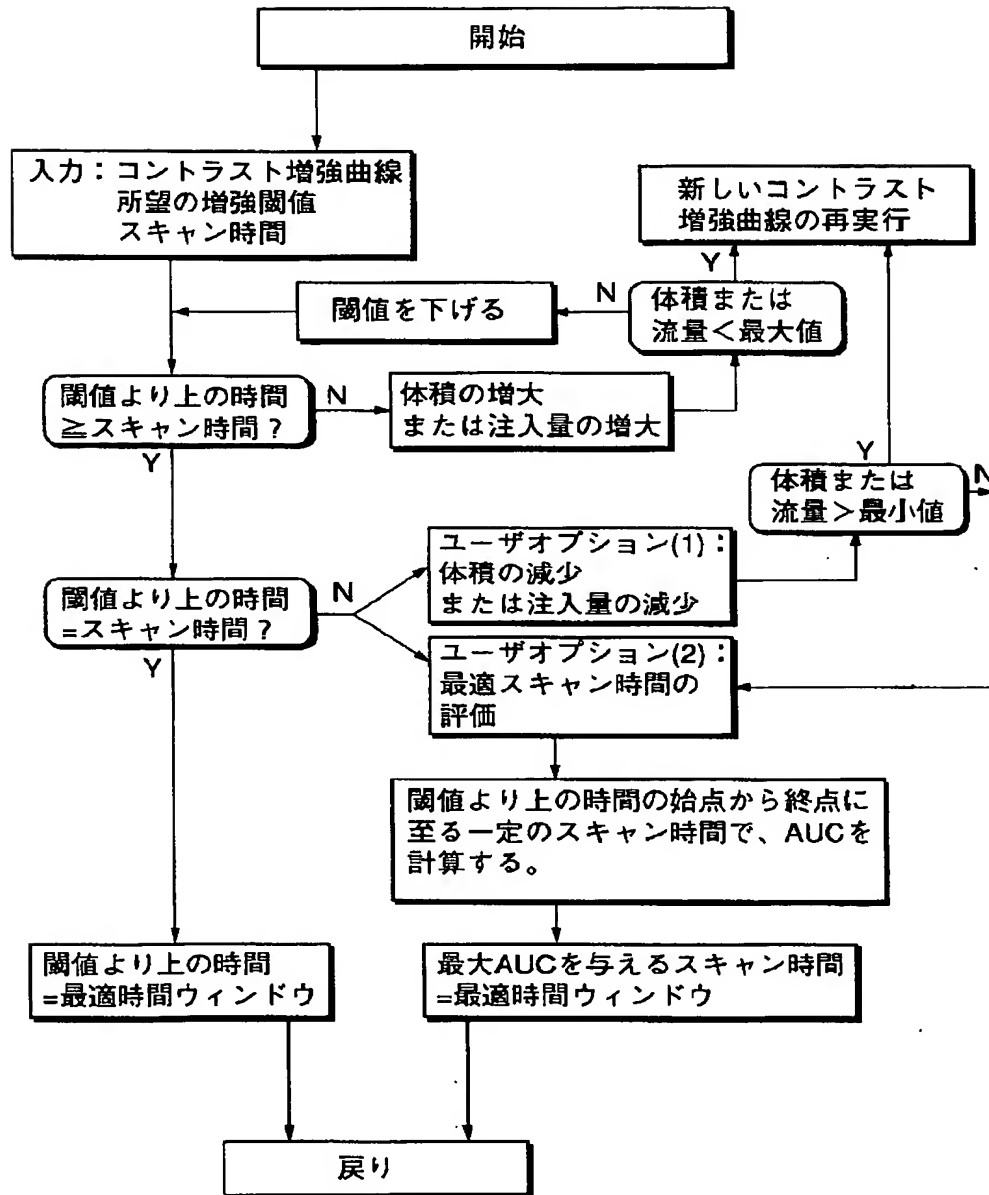 開始
入力：コントラスト増強曲線
所望の増強閾値
スキャン時間
新しいコントラスト
増強曲線の再実行
Y
N
閾値を下げる
体積または
流量＜最大値
閾値より上の時間
≧スキャン時間？
N
体積の増大
または注入量の増大
Y
Y
体積または
流量＞最小値
N
ユーザオプション(1)：
体積の減少
または注入量の減少
閾値より上の時間
=スキャン時間？
N
Y
ユーザオプション(2)：
最適スキャン時間の
評価
閾値より上の時間の始点から終点に
至る一定のスキャン時間で、AUCを
計算する。
閾値より上の時間
=最適時間ウィンドウ
最大AUCを与えるスキャン時間
=最適時間ウィンドウ
戻り